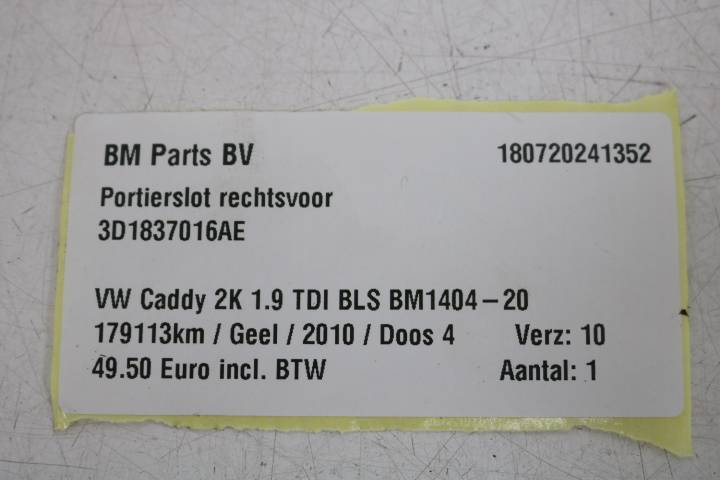 BM Parts BV 180720241352
Portierslot rechtsvoor
3D1837016AE
VW Caddy 2K 1.9 TDI BLS BM1404-20
179113km / Geel / 2010 / Doos 4 Verz: 10
49.50 Euro incl. BTW Aantal: 1